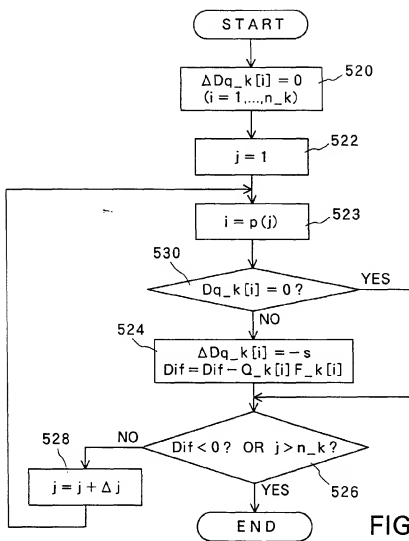 START
520
ΔDq_k[i] = 0
(i = 1,...,n_k)
522
j = 1
523
i = p(j)
530
Dq_k[i] = 0?
YES
NO
524
ΔDq_k[i] = −s
Dif = Dif − Q_k[i] F_k[i]
NO
528
Dif < 0? OR j > n_k?
j = j + Δj
526
YES
END
FIG